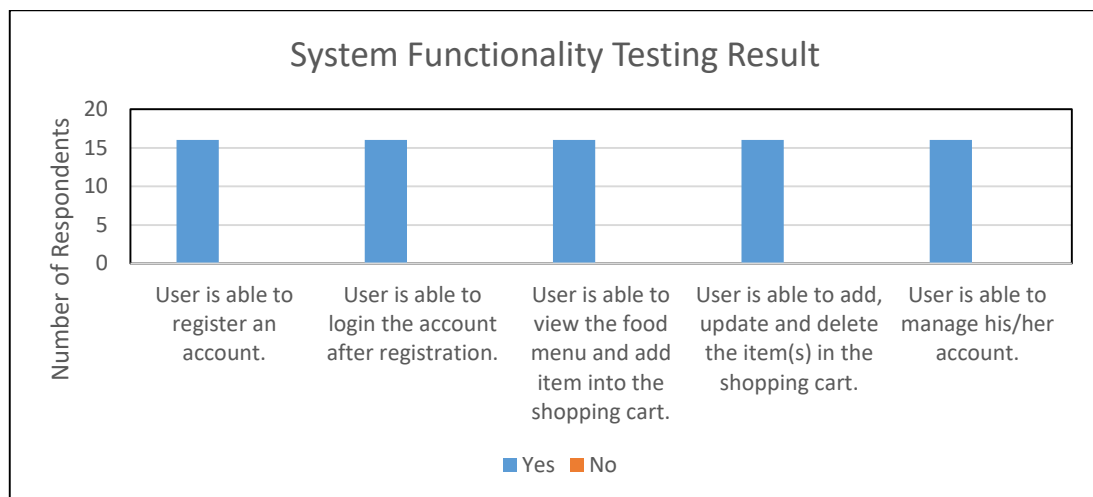 System Functionality Testing Result
Number of Respondents
20
15
10
5
0
User is able to
register an
account.
User is able to
login the account
after registration.
User is able to
view the food
menu and add
item into the
shopping cart.
User is able to add,
update and delete
the item(s) in the
shopping cart.
User is able to
manage his/her
account.
Yes No